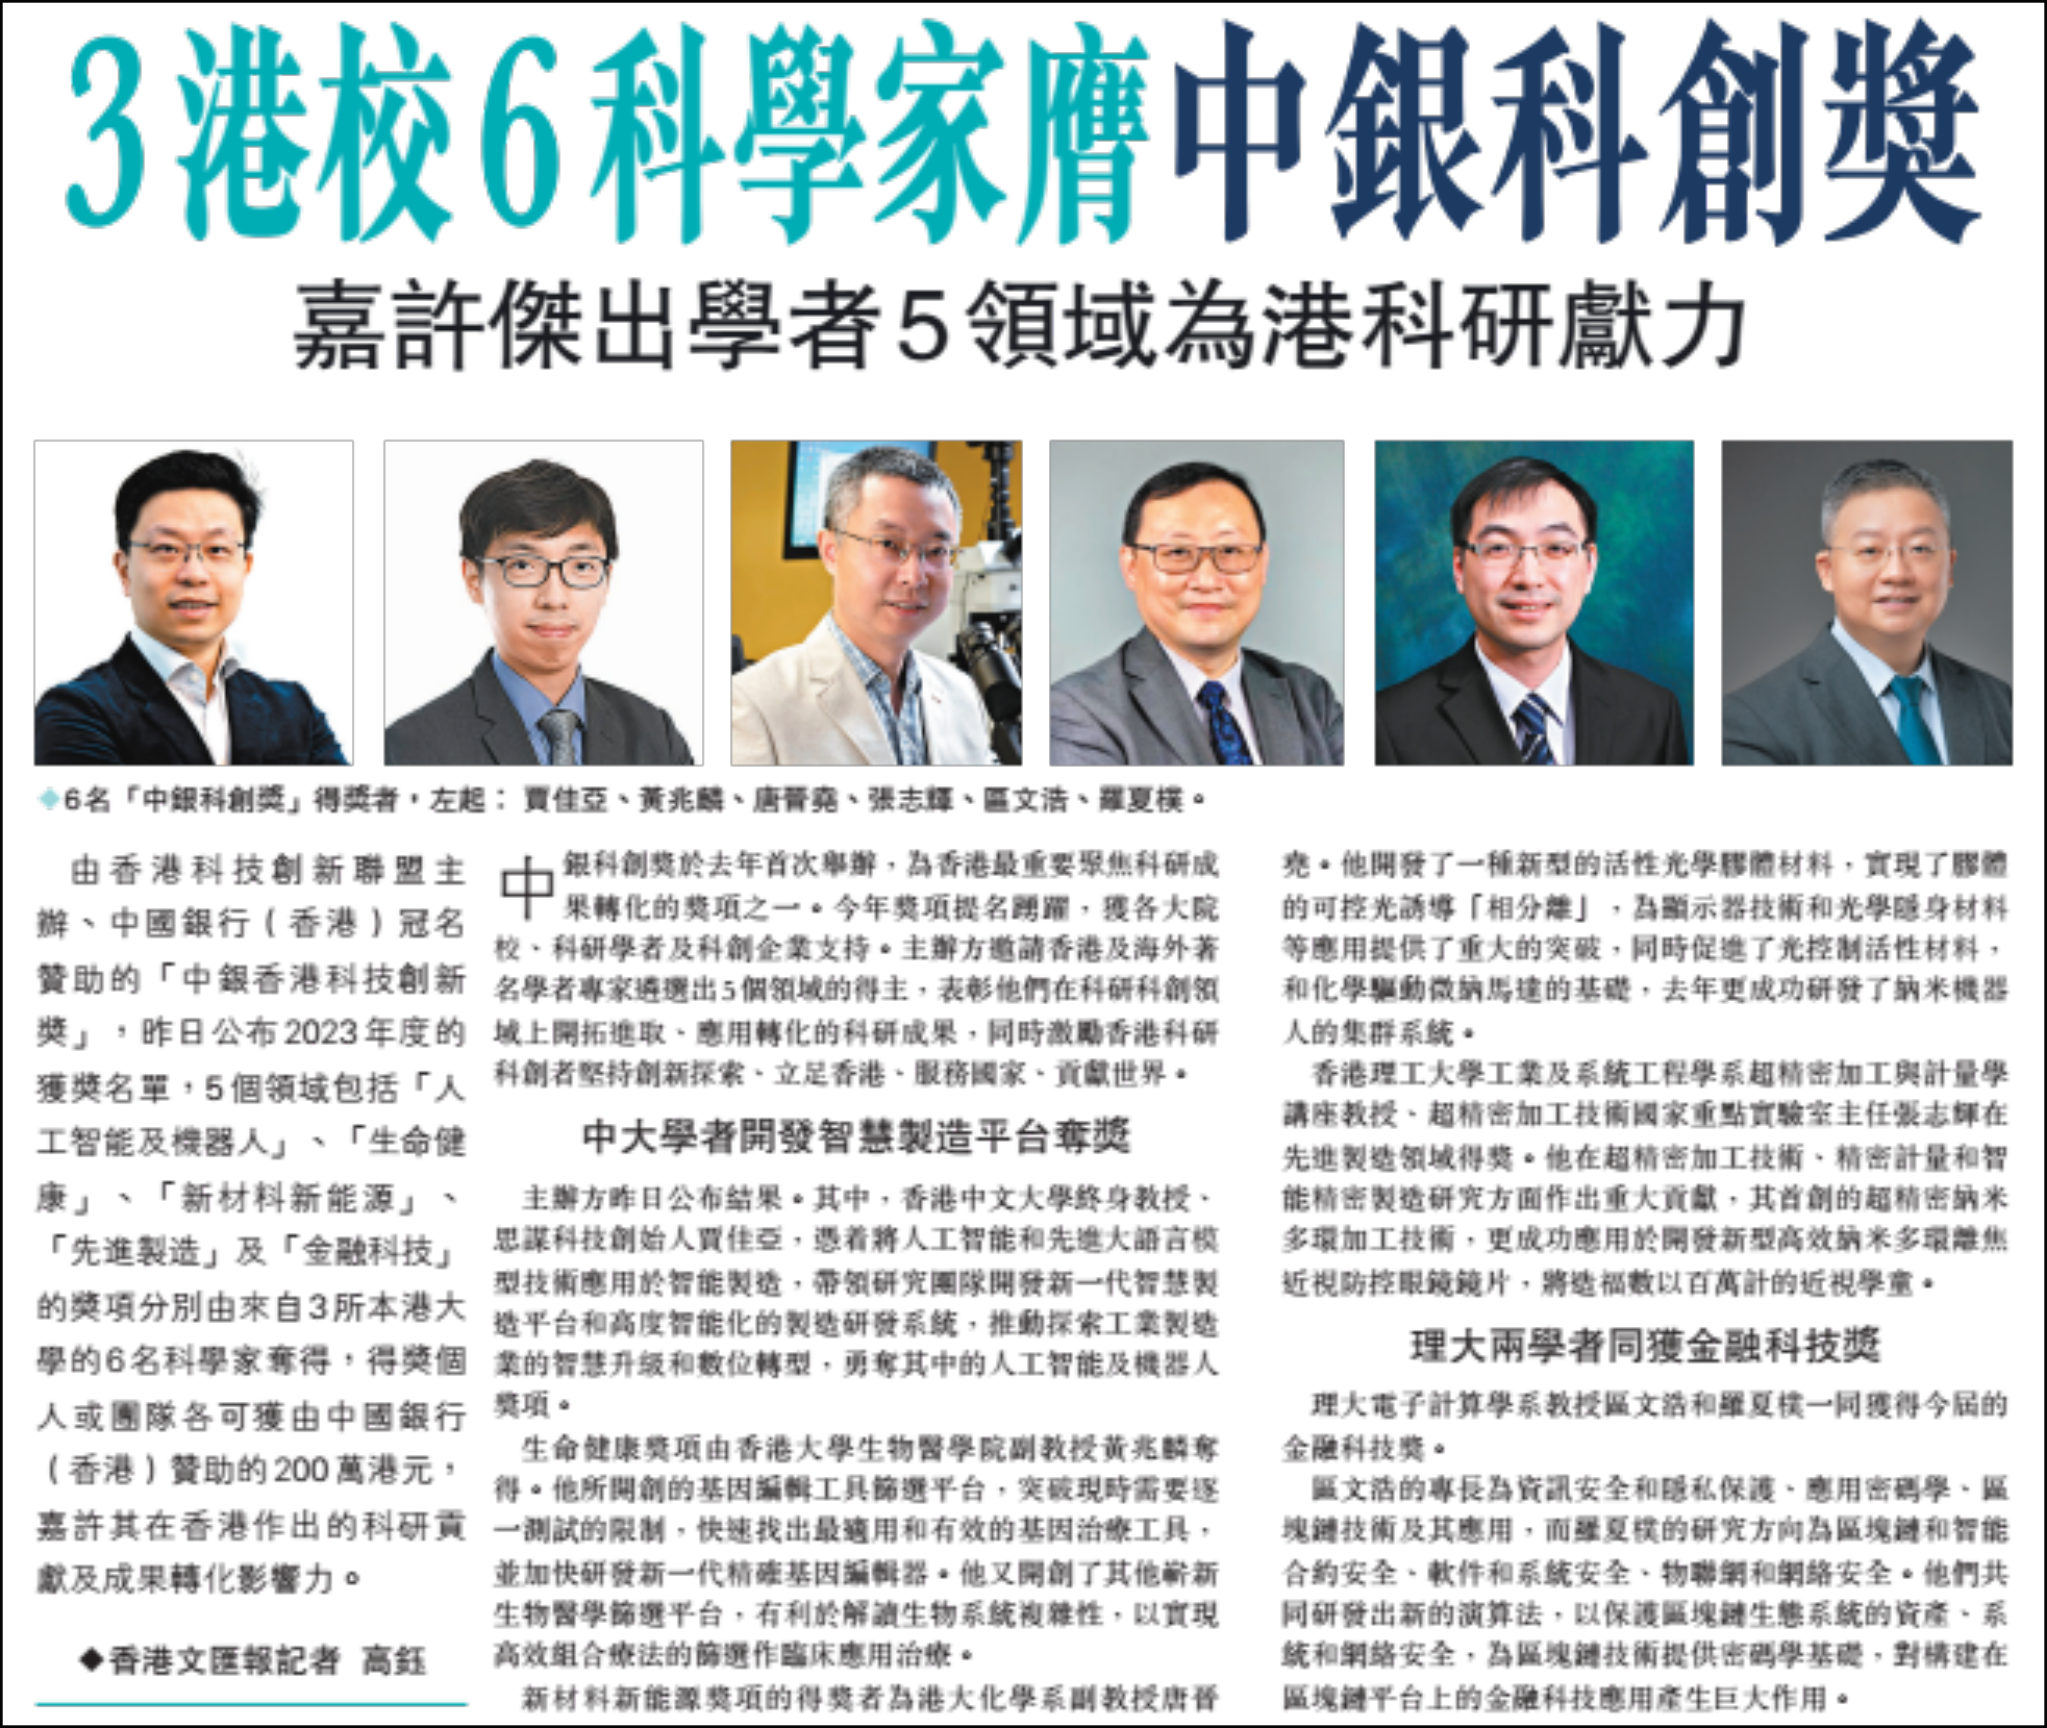 3港校6科學家膺中銀科創獎
嘉許傑出學者5領域為港科研獻力
◆6名「中銀科創獎」得獎者，左起： 賈佳亞、黃兆麟、唐晉堯、張志輝、區文浩、羅夏樸。
由香港科技創新聯盟主
辦、中國銀行（香港）冠名
贊助的「中銀香港科技創新
獎」，昨日公布2023年度的
獲獎名單，5個領域包括「人
工智能及機器人」、「生命健
康」、「新材料新能源」、
「先進製造」及「金融科技」
的獎項分別由來自3所本港大
學的6名科學家奪得，得獎個
人或團隊各可獲由中國銀行
（香港）贊助的200萬港元，
嘉許其在香港作出的科研貢
獻及成果轉化影響力。
◆香港文匯報記者 高鈺
中銀科創獎於去年首次舉辦，為香港最重要聚焦科研成
果轉化的獎項之一。今年獎項提名踴躍，獲各大院
校、科研學者及科創企業支持。主辦方邀請香港及海外著
名學者專家遴選出5個領域的得主，表彰他們在科研科創領
域上開拓進取、應用轉化的科研成果，同時激勵香港科研
科創者堅持創新探索、立足香港、服務國家、貢獻世界。
中大學者開發智慧製造平台奪獎
主辦方昨日公布結果。其中，香港中文大學終身教授、
思謀科技創始人賈佳亞，憑着將人工智能和先進大語言模
型技術應用於智能製造，帶領研究團隊開發新一代智慧製
造平台和高度智能化的製造研發系統，推動探索工業製造
業的智慧升級和數位轉型，勇奪其中的人工智能及機器人
獎項。
生命健康獎項由香港大學生物醫學院副教授黃兆麟奪
得。他所開創的基因編輯工具篩選平台，突破現時需要逐
一測試的限制，快速找出最適用和有效的基因治療工具，
並加快研發新一代精確基因編輯器。他又開創了其他嶄新
生物醫學篩選平台，有利於解讀生物系統複雜性，以實現
高效組合療法的篩選作臨床應用治療。
新材料新能源獎項的得獎者為港大化學系副教授唐晉
堯。他開發了一種新型的活性光學膠體材料，實現了膠體
的可控光誘導「相分離」，為顯示器技術和光學隱身材料
等應用提供了重大的突破，同時促進了光控制活性材料，
和化學驅動微納馬達的基礎，去年更成功研發了納米機器
人的集群系統。
香港理工大學工業及系統工程學系超精密加工與計量學
講座教授、超精密加工技術國家重點實驗室主任張志輝在
先進製造領域得獎。他在超精密加工技術、精密計量和智
能精密製造研究方面作出重大貢獻，其首創的超精密納米
多環加工技術，更成功應用於開發新型高效納米多環離焦
近視防控眼鏡鏡片，將造福數以百萬計的近視學童。
理大兩學者同獲金融科技獎
理大電子計算學系教授區文浩和羅夏樸一同獲得今屆的
金融科技獎。
區文浩的專長為資訊安全和隱私保護、應用密碼學、區
塊鏈技術及其應用，而羅夏樸的研究方向為區塊鏈和智能
合約安全、軟件和系統安全、物聯網和網絡安全。他們共
同研發出新的演算法，以保護區塊鏈生態系統的資產、系
統和網絡安全，為區塊鏈技術提供密碼學基礎，對構建在
區塊鏈平台上的金融科技應用產生巨大作用。